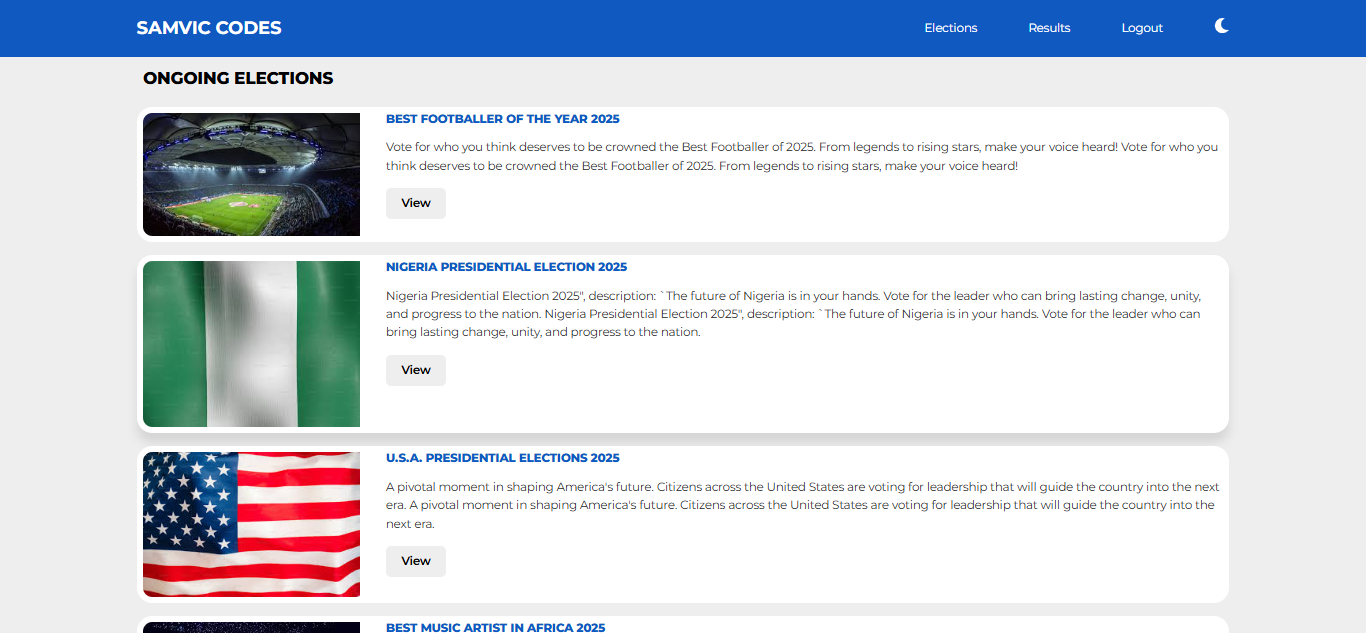 SAMVIC CODES
Elections
Results
Logout
ONGOING ELECTIONS
BEST FOOTBALLER OF THE YEAR 2025
Vote for who you think deserves to be crowned the Best Footballer of 2025. From legends to rising stars, make your voice heard! Vote for who you
think deserves to be crowned the Best Footballer of 2025. From legends to rising stars, make your voice heard!
View
NIGERIA PRESIDENTIAL ELECTION 2025
Nigeria Presidential Election 2025", description: `The future of Nigeria is in your hands. Vote for the leader who can bring lasting change, unity,
and progress to the nation. Nigeria Presidential Election 2025", description: `The future of Nigeria is in your hands. Vote for the leader who can
bring lasting change, unity, and progress to the nation.
View
U.S.A. PRESIDENTIAL ELECTIONS 2025
A pivotal moment in shaping America's future. Citizens across the United States are voting for leadership that will guide the country into the next
era. A pivotal moment in shaping America's future. Citizens across the United States are voting for leadership that will guide the country into the
next era.
View
BEST MUSIC ARTIST IN AFRICA 2025